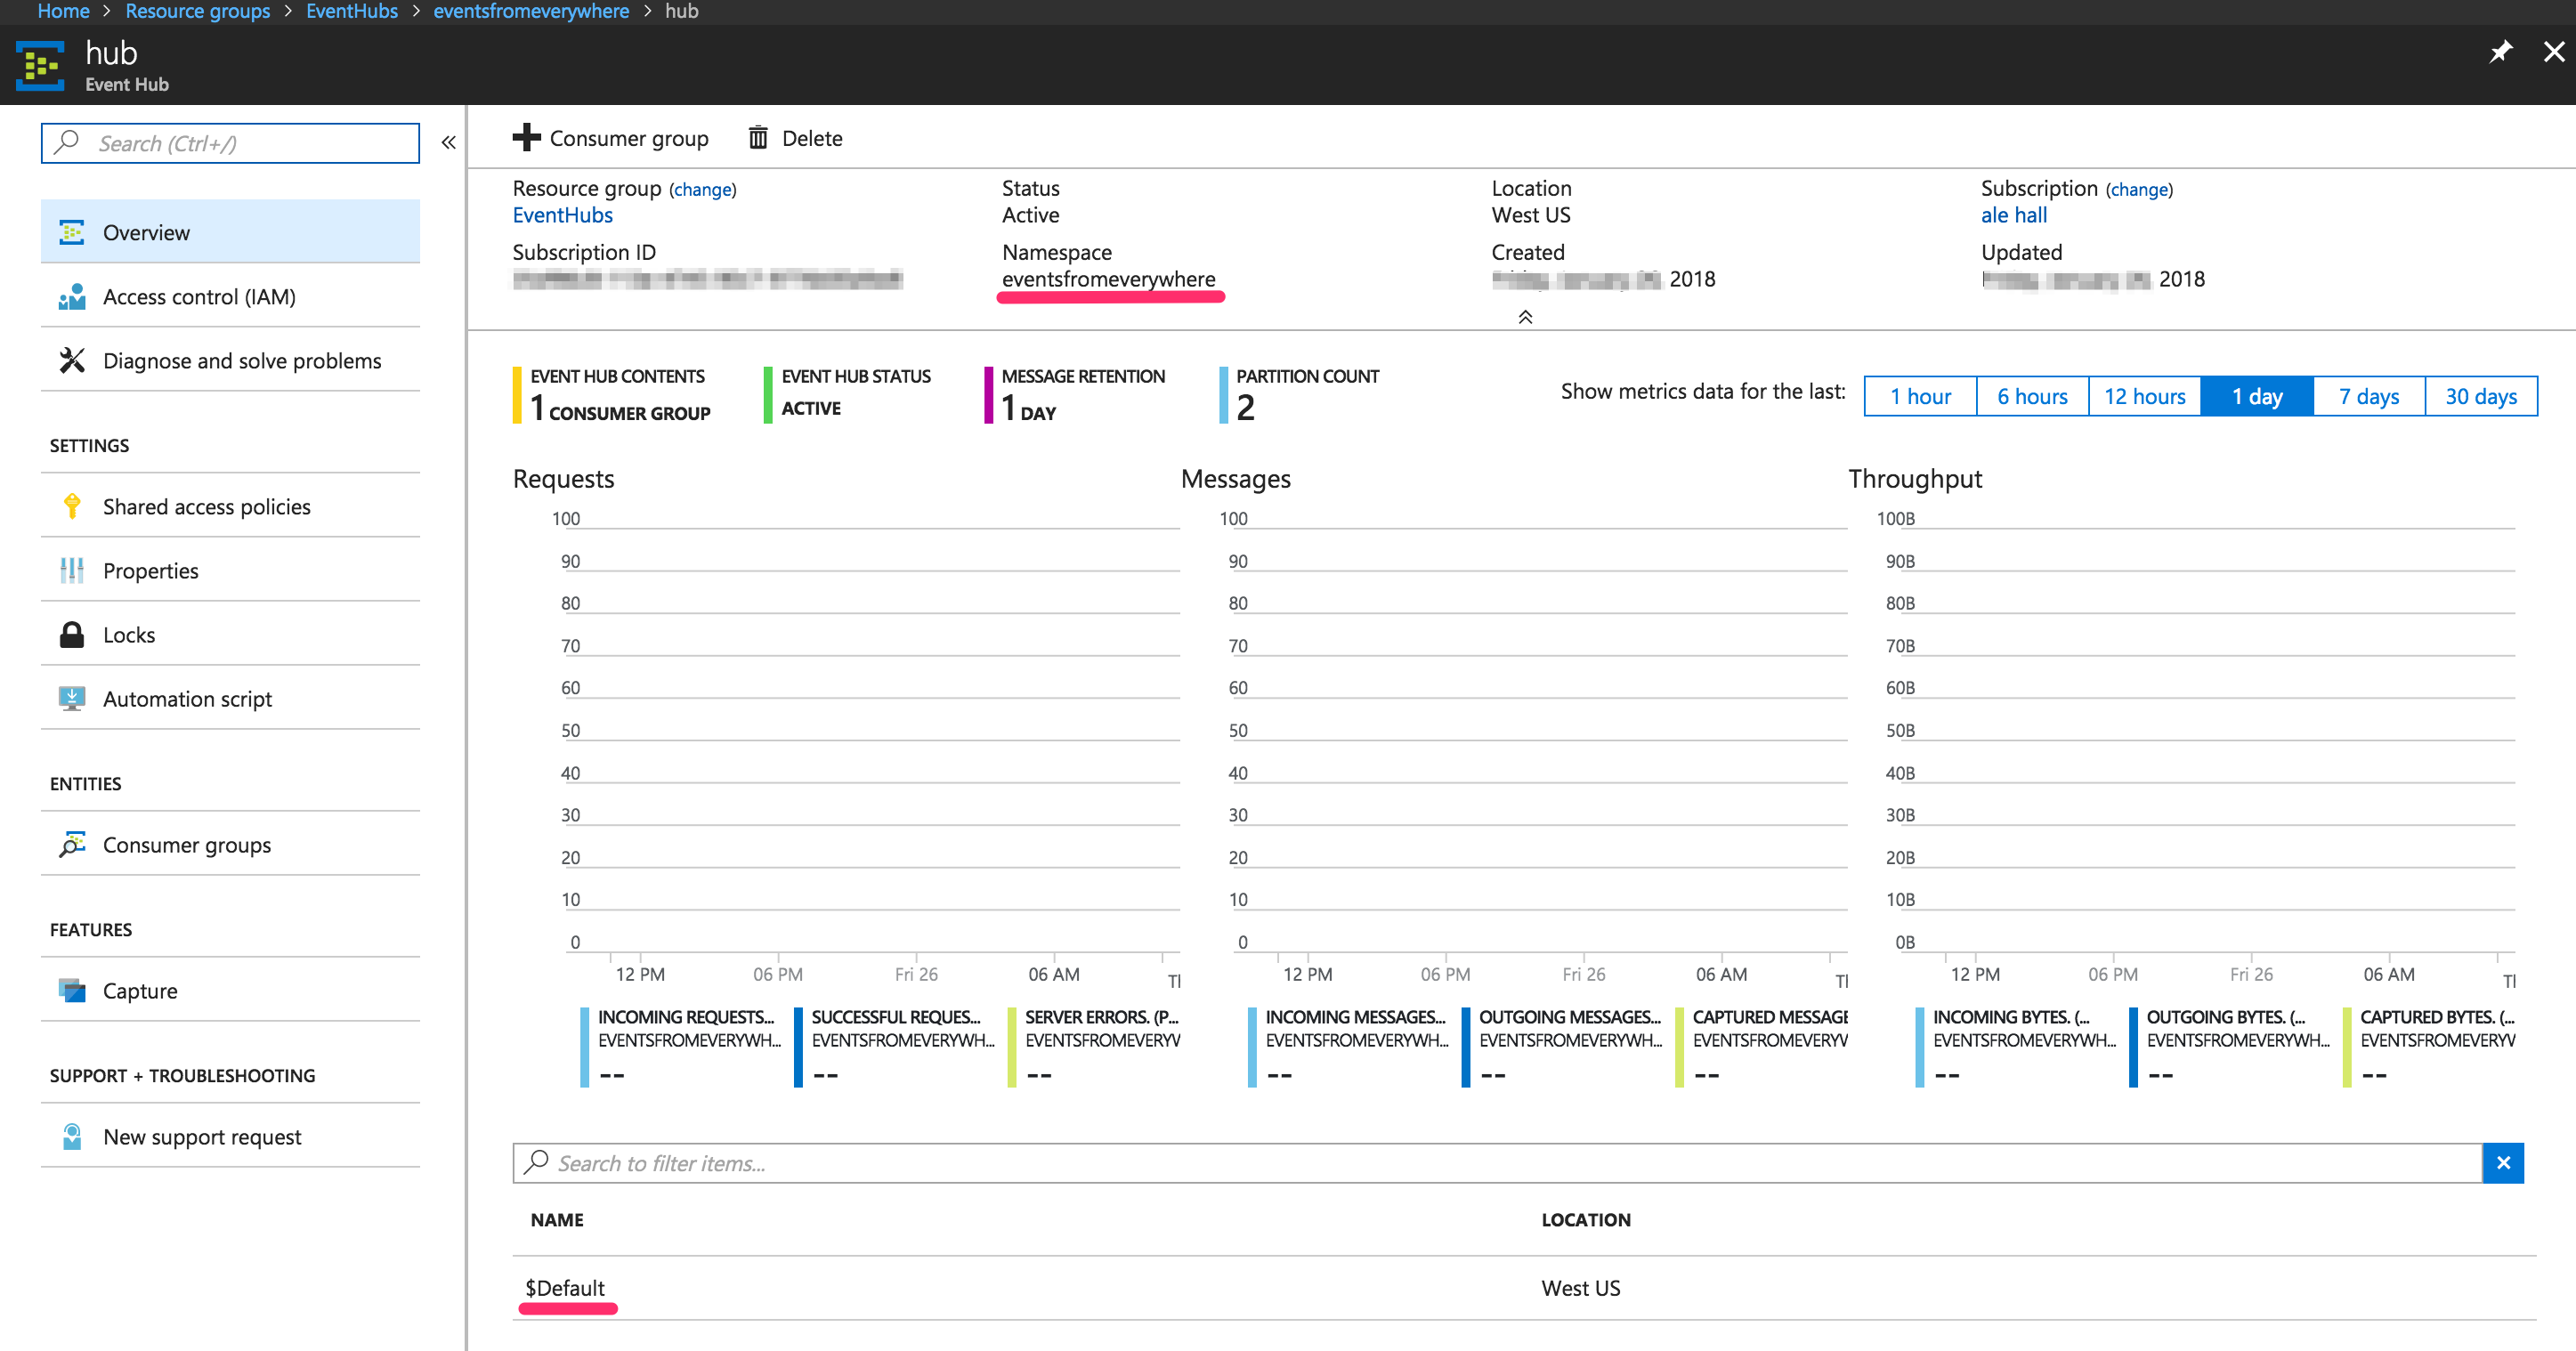 Home > Resource groups > EventHubs > eventsfromeverywhere > hub
hub
Event Hub
Search (Ctrl+/)
Overview
Access control (IAM)
Diagnose and solve problems
SETTINGS
Shared access policies
Properties
Locks
Automation script
ENTITIES
Consumer groups
FEATURES
Capture
SUPPORT + TROUBLESHOOTING
New support request
Consumer group Delete
Resource group (change)
EventHubs
Subscription ID
Status
Active
Namespace
eventsfromeverywhere
Location
West US
Created
2018
Subscription (change)
ale hall
Updated
2018
EVENT HUB CONTENTS
1 CONSUMER GROUP
EVENT HUB STATUS
ACTIVE
MESSAGE RETENTION
1 DAY
PARTITION COUNT
2
Show metrics data for the last: 1 hour 6 hours 12 hours 1 day 7 days 30 days
Requests
100
90
80
70
60
50
40
30
20
10
0
12 PM 06 PM Fri 26 06 AM
INCOMING REQUESTS...
EVENTSFROMEVERYWH...
--
SUCCESSFUL REQUES...
EVENTSFROMEVERYWH...
--
SERVER ERRORS. (P...
EVENTSFROMEVERYV
--
Messages
100
90
80
70
60
50
40
30
20
10
0
12 PM 06 PM Fri 26 06 AM
INCOMING MESSAGES...
EVENTSFROMEVERYWH...
--
OUTGOING MESSAGES...
EVENTSFROMEVERYWH...
--
CAPTURED MESSAGE
EVENTSFROMEVERYV
--
Throughput
100B
90B
80B
70B
60B
50B
40B
30B
20B
10B
0B
12 PM 06 PM Fri 26 06 AM
INCOMING BYTES. (...
EVENTSFROMEVERYWH...
--
OUTGOING BYTES. (...
EVENTSFROMEVERYWH...
--
CAPTURED BYTES. (...
EVENTSFROMEVERYV
--
Search to filter items...
NAME LOCATION
$Default West US